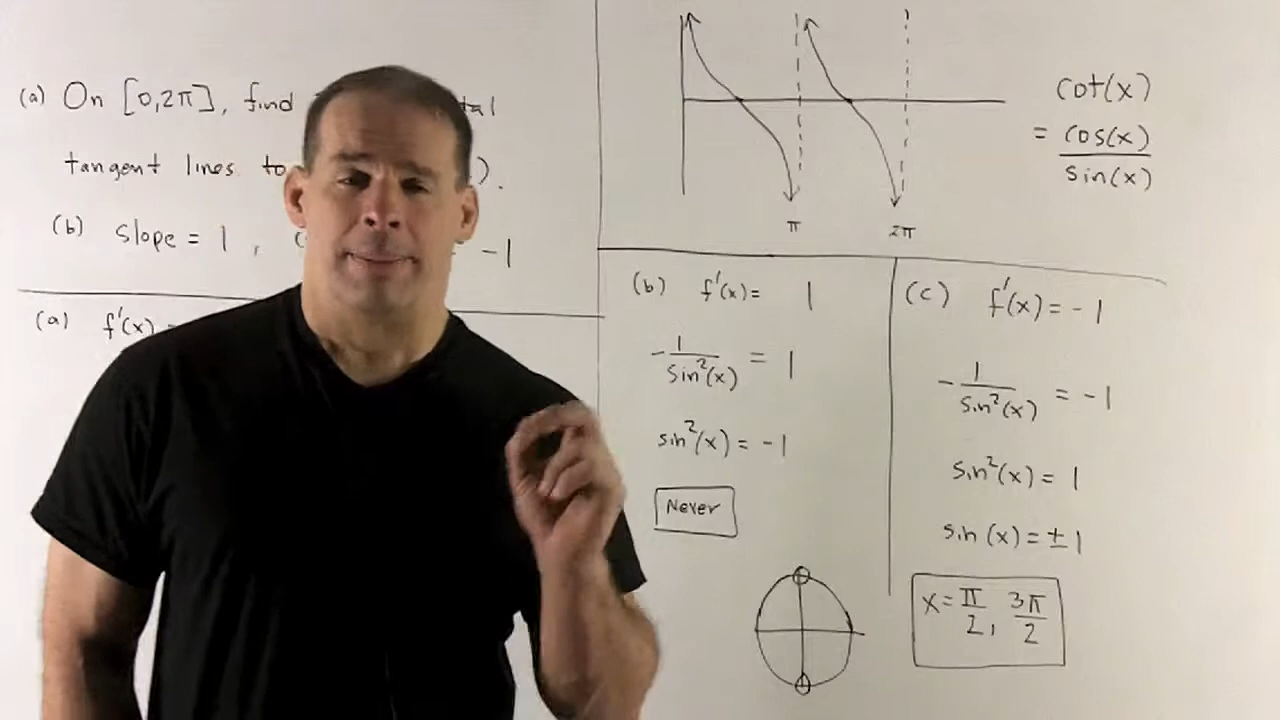 (a) On [0,2π], find
tangent lines to ).
(b) slope = 1 , ( -1
(a) f'(x) =
π 2π
cot(x)
= cos(x)
sin(x)
(b) f'(x) = 1
-1/sin²(x) = 1
sin²(x) = -1
Never
(c) f'(x) = -1
-1/sin²(x) = -1
sin²(x) = 1
sin(x) = ±1
x = π/2, 3π/2